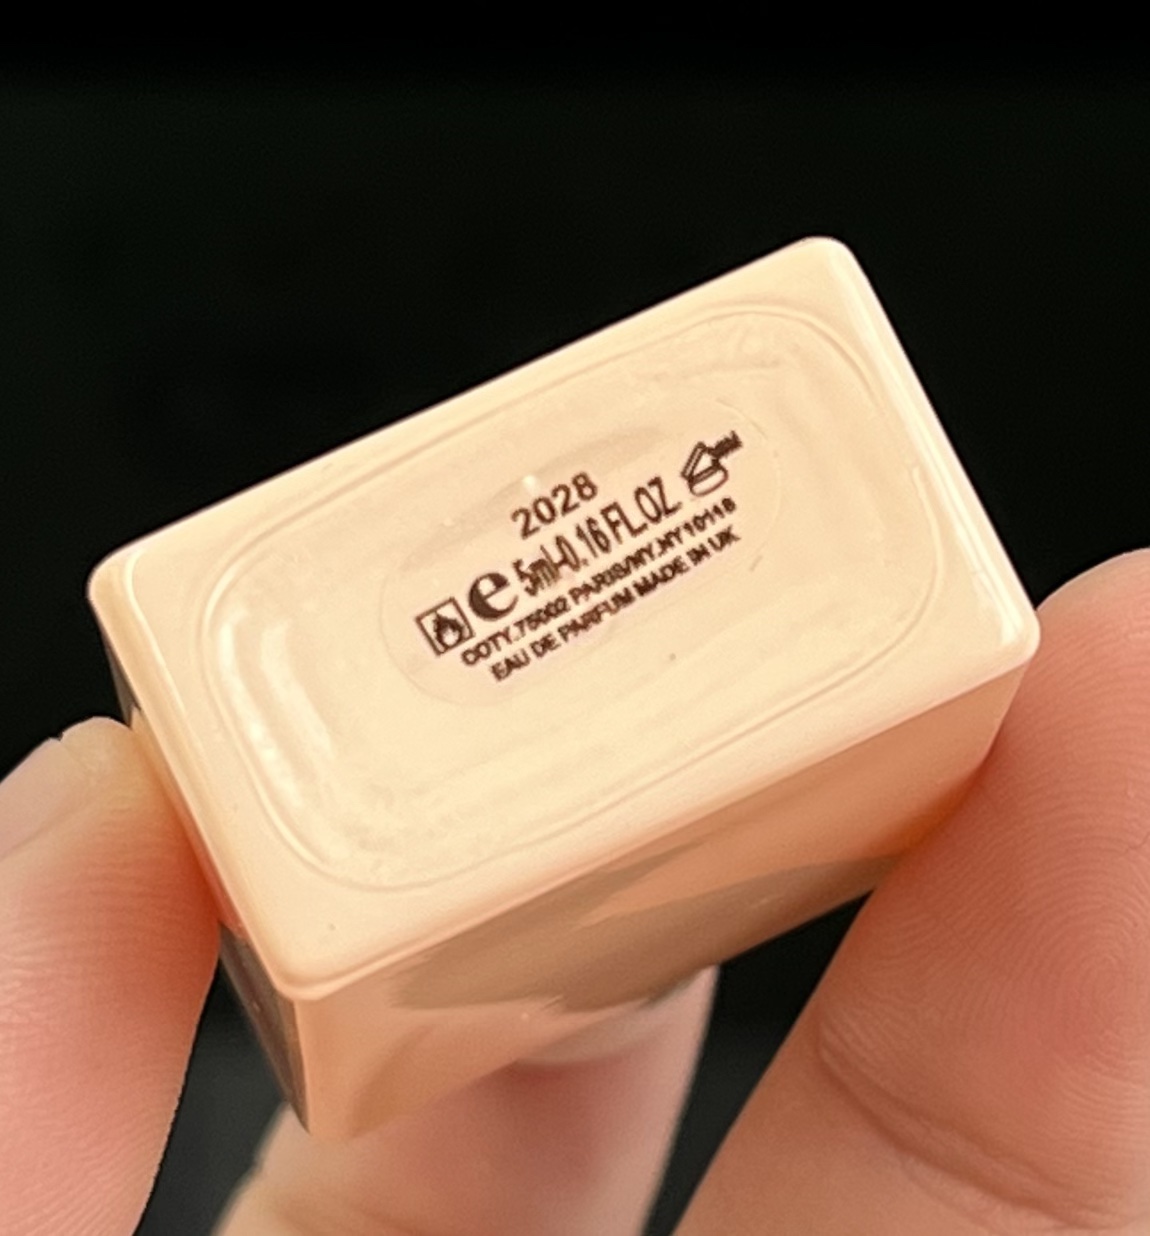 2028
e 5ml-0.16 FL.OZ.
COTY.75002 PARIS/NY.NY10118
EAU DE PARFUM MADE IN UK